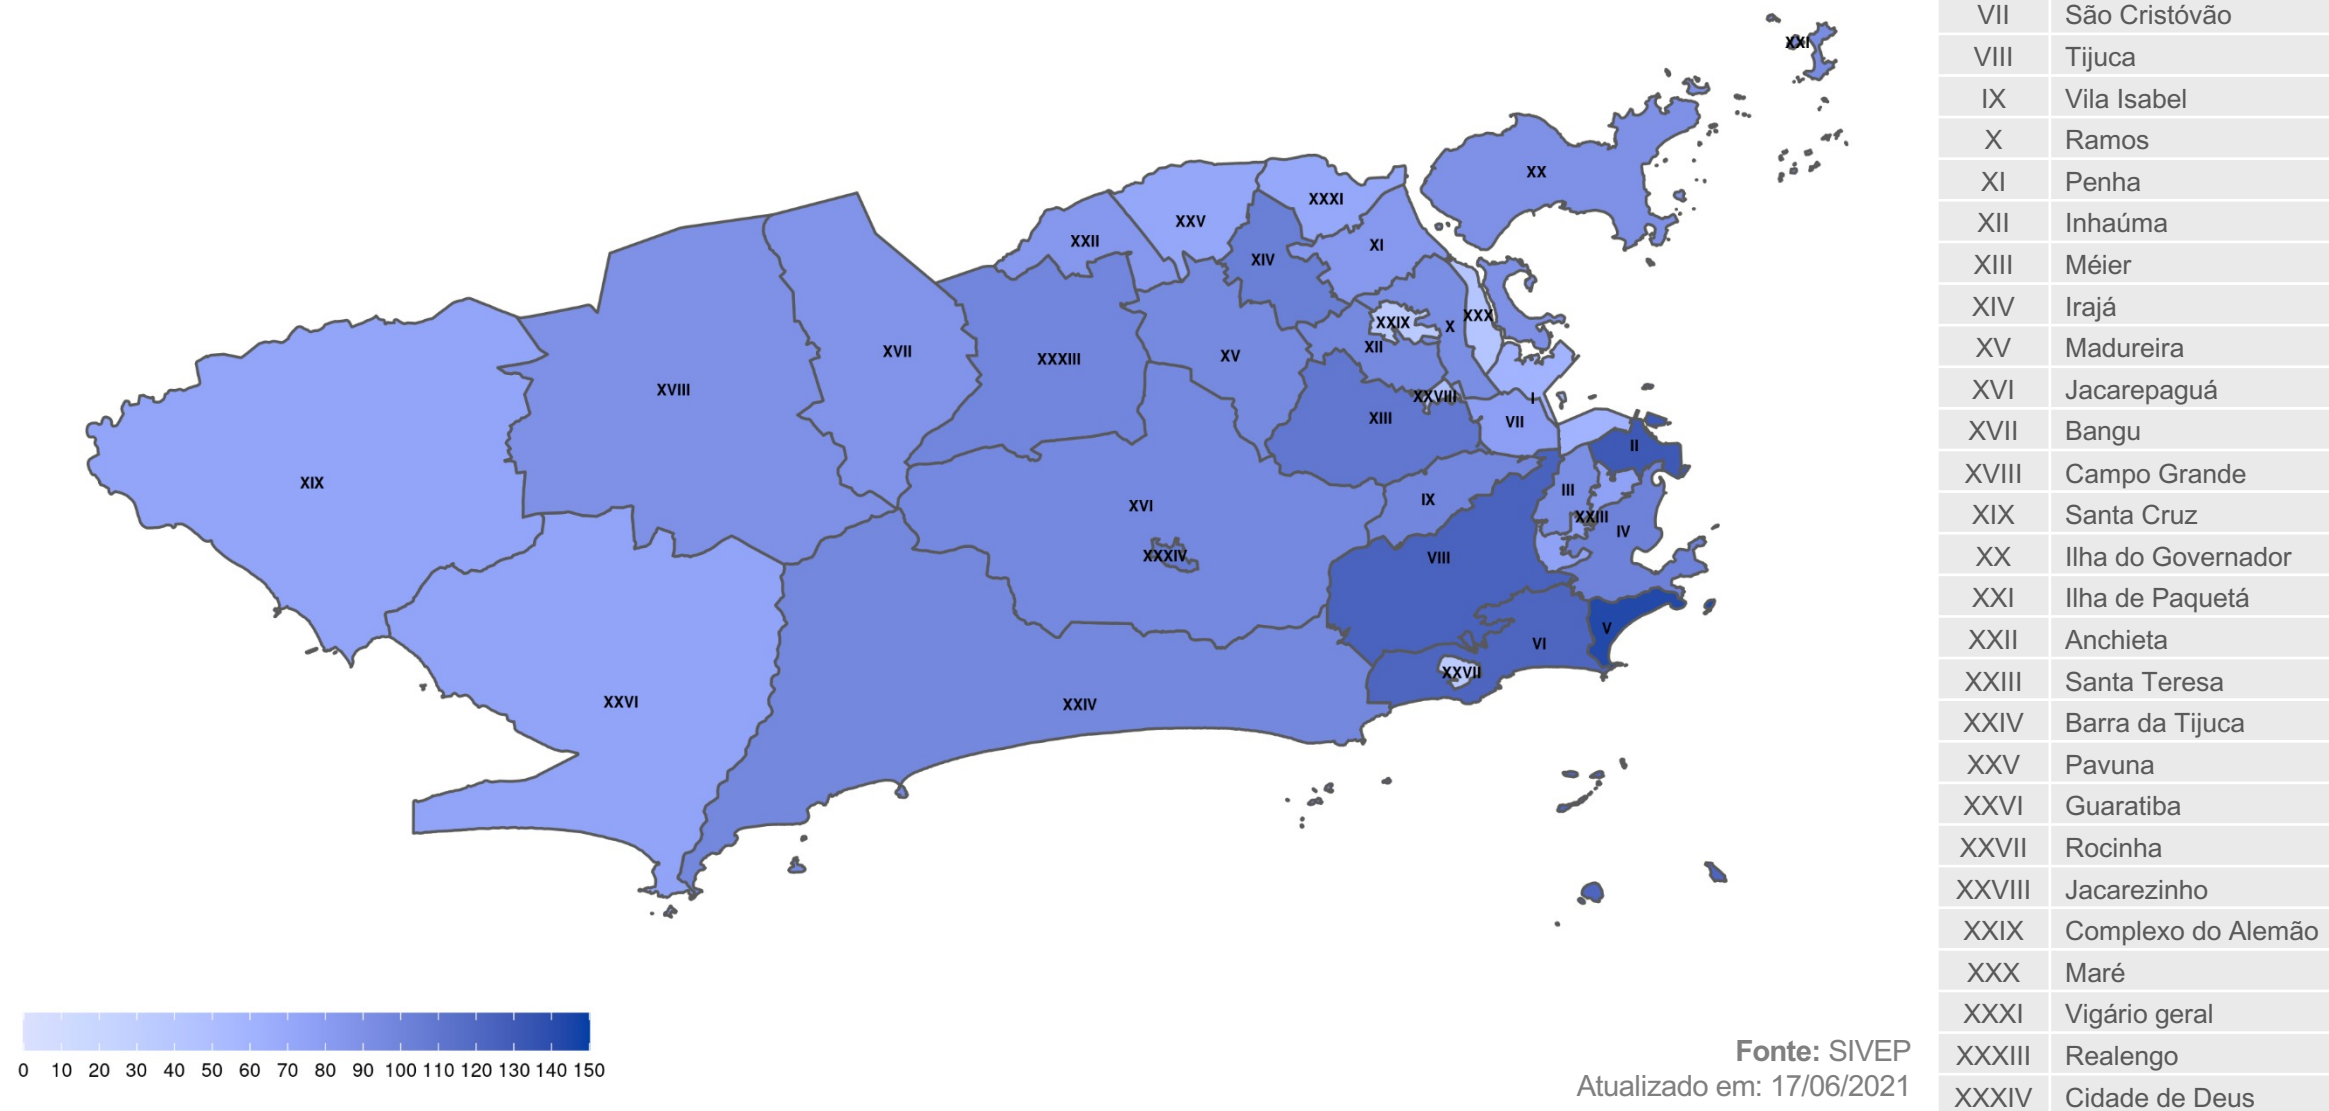 XXI
XX
XXXI
XXV
XXII
XI
XIV
XXX
XXIX
X
XII
XVII
XXXIII
XV
XVIII
XXVIII
I
XIII
VII
II
XIX
III
IX
XVI
XXIII
IV
XXXIV
VIII
V
VI
XXVII
XXVI
XXIV
0 10 20 30 40 50 60 70 80 90 100 110 120 130 140 150
Fonte: SIVEP
Atualizado em: 17/06/2021
VII São Cristóvão
VIII Tijuca
IX Vila Isabel
X Ramos
XI Penha
XII Inhaúma
XIII Méier
XIV Irajá
XV Madureira
XVI Jacarepaguá
XVII Bangu
XVIII Campo Grande
XIX Santa Cruz
XX Ilha do Governador
XXI Ilha de Paquetá
XXII Anchieta
XXIII Santa Teresa
XXIV Barra da Tijuca
XXV Pavuna
XXVI Guaratiba
XXVII Rocinha
XXVIII Jacarezinho
XXIX Complexo do Alemão
XXX Maré
XXXI Vigário geral
XXXIII Realengo
XXXIV Cidade de Deus